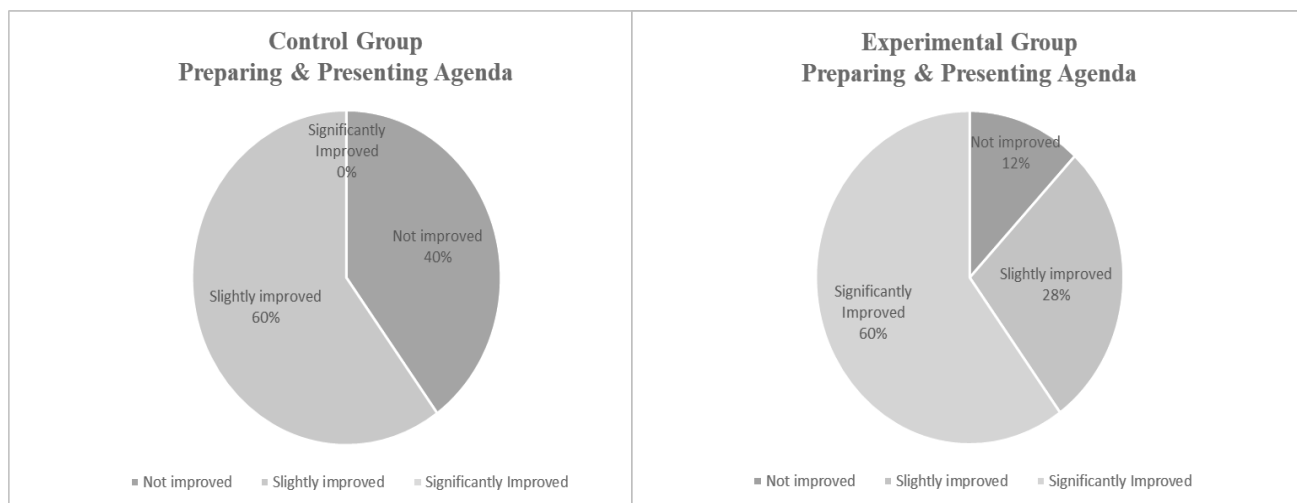 Control Group
Preparing & Presenting Agenda
Significantly
Improved
0%
Not improved
40%
Slightly improved
60%
Not improved
Slightly improved
Significantly Improved
Experimental Group
Preparing & Presenting Agenda
Not improved
12%
Slightly improved
28%
Significantly
Improved
60%
Not improved
Slightly improved
Significantly Improved